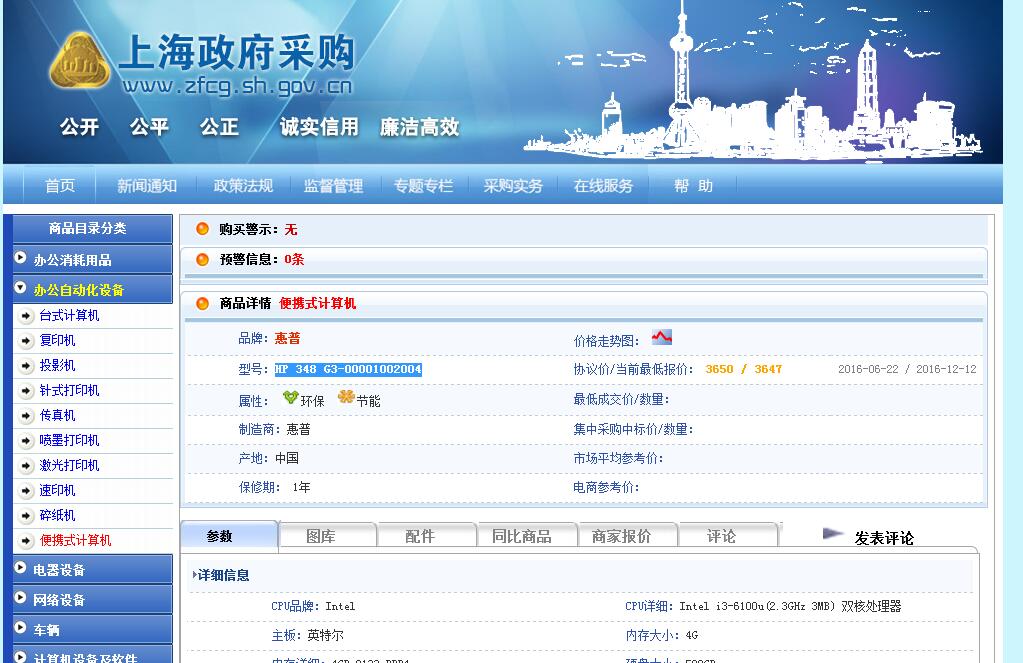 上海政府采购
www.zfcg.sh.gov.cn
公开 公平 公正 诚实信用 廉洁高效
首页 新闻通知 政策法规 监督管理 专题专栏 采购实务 在线服务 帮 助
商品目录分类
办公消耗用品
办公自动化设备
台式计算机
复印机
投影机
针式打印机
传真机
喷墨打印机
激光打印机
速印机
碎纸机
便携式计算机
电器设备
网络设备
车辆
计算机设备及软件
购买警示：无
预警信息：0条
商品详情 便携式计算机
品牌：惠普 价格走势图：
型号：HP 348 G3-00001002004 协议价/当前最低报价： 3650 / 3647 2016-06-22 / 2016-12-12
属性： 环保 节能 最低成交价/数量：
制造商：惠普 集中采购中标价/数量：
产地：中国 市场平均参考价：
保修期： 1年 电商参考价：
参数 图库 配件 同比商品 商家报价 评论 发表评论
详细信息
CPU品牌：Intel CPU详细：Intel i3-6100u(2.3GHz 3MB) 双核处理器
主板：英特尔 内存大小：4G